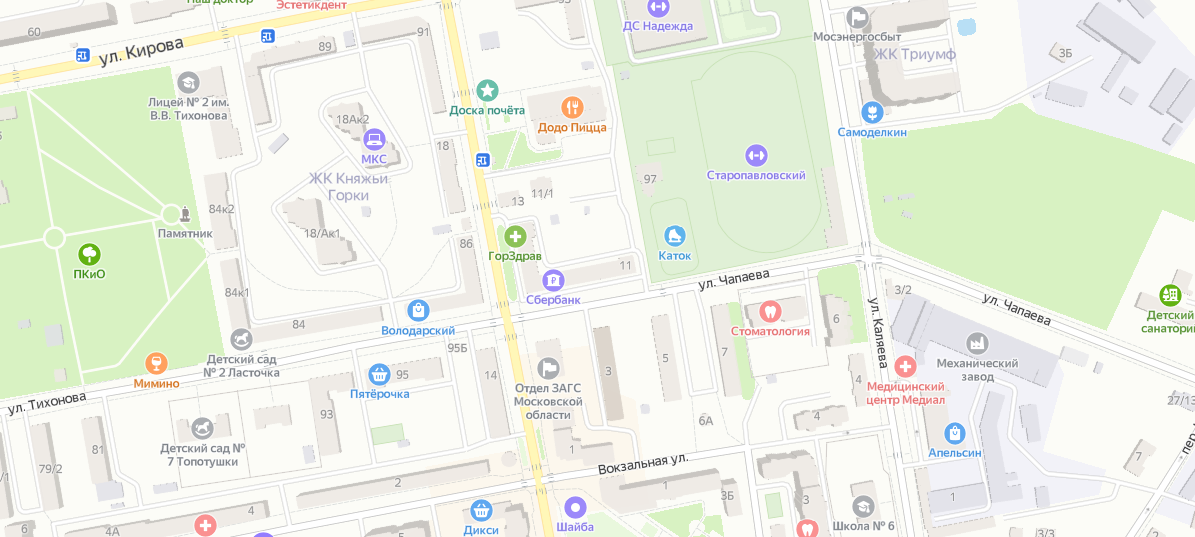 Наш доктор
Эстетикдент
60
ул. Кирова
89
91
ДС Надежда
Мосэнергосбыт
ЖК Триумф
3Б
Лицей № 2 им.
В.В. Тихонова
18Ак2
МКС
Доска почёта
Додо Пицца
Самоделкин
18
ЖК Княжьи
Горки
11/1
13
97
Старопавловский
84к2
Памятник
18/Ак1
86
ГорЗдрав
Каток
ПКиО
11
Сбербанк
ул. Чапаева
84к1
3/2
ул. Чапаева
Детский
санаторий
84
Володарский
Стоматология
6
ул. Каляева
Детский сад
№ 2 Ласточка
95Б
Механический
завод
Мимино
95
Пятёрочка
14
Отдел ЗАГС
Московской
области
3
5
7
Медицинский
центр Медиал
ул. Тихонова
93
27/13
4
6А
81
Детский сад №
7 Топотушки
1
Апельсин
79/2
Вокзальная ул.
7
пер.
2
1
3Б
1
4А
4
Дикси
Шайба
Школа № 6
3/3